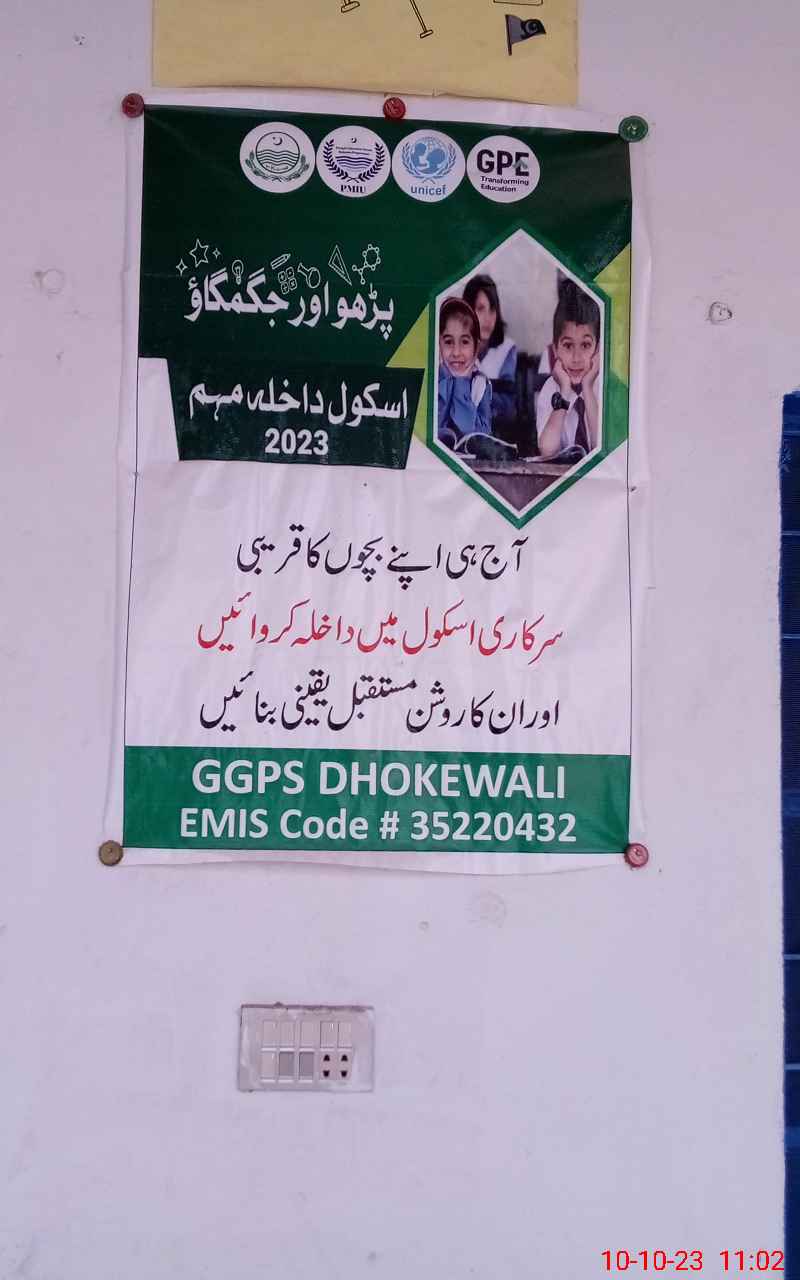 PMIU
unicef
GPE
Transforming
Education
پڑھو اور جگمگاؤ
اسکول داخلہ مہم
2023
آج ہی اپنے بچوں کا قریبی
سرکاری اسکول میں داخلہ کروائیں
اور ان کا روشن مستقبل یقینی بنائیں
GGPS DHOKEWALI
EMIS Code # 35220432
10-10-23 11:02